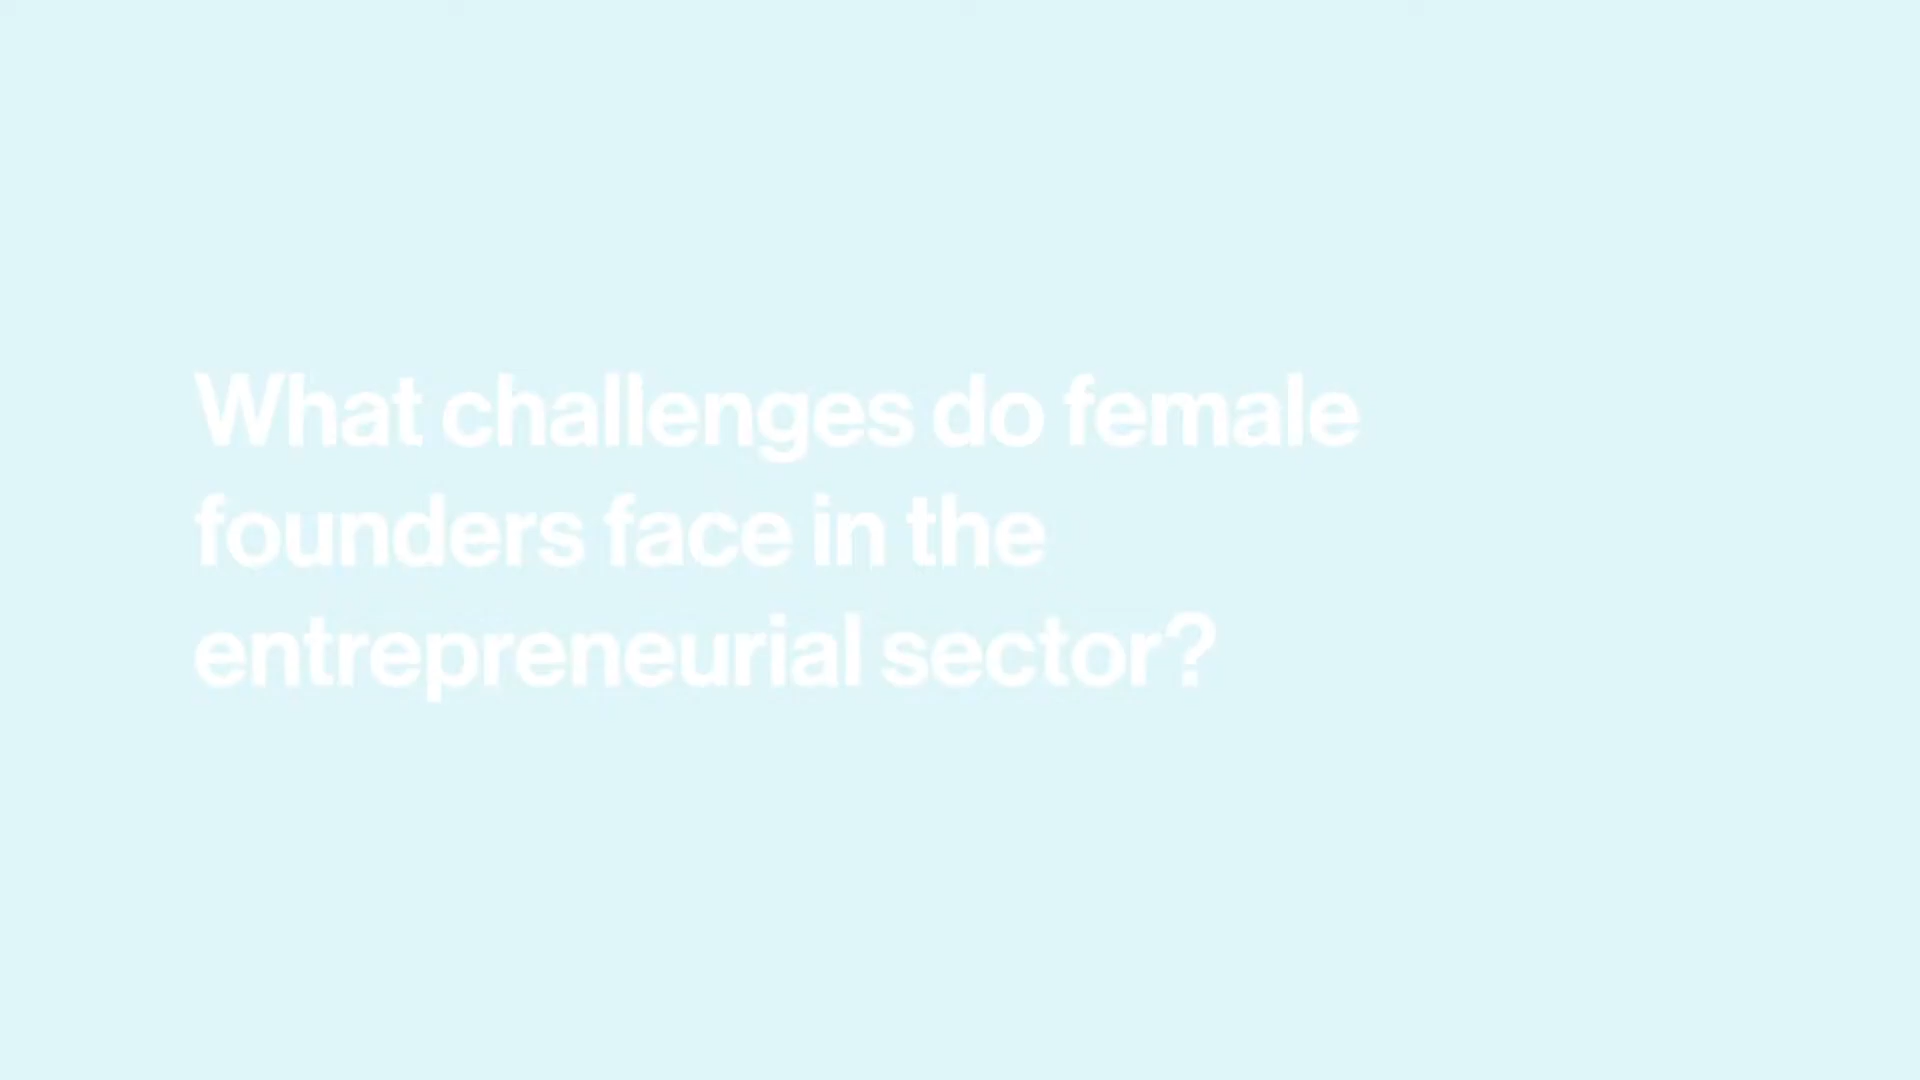 What challenges do female
founders face in the
entrepreneurial sector?